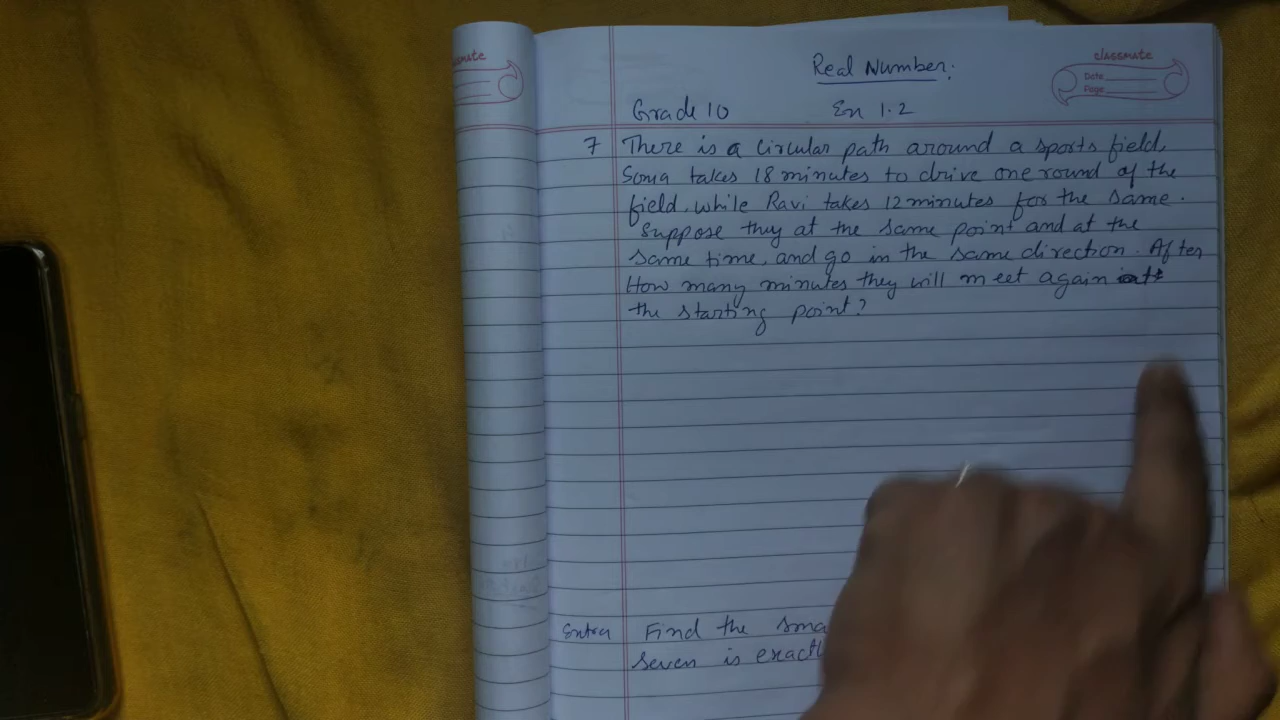 Real Number:
classmate
Date
Page
Grade 10 Ex 1.2
7 There is a circular path around a sports field.
Sonia takes 18 minutes to drive one round of the
field, while Ravi takes 12 minutes for the same.
Suppose they at the same point and at the
same time, and go in the same direction. After
How many minutes they will meet again at
the starting point?
Extra Find the sma
seven is exactl